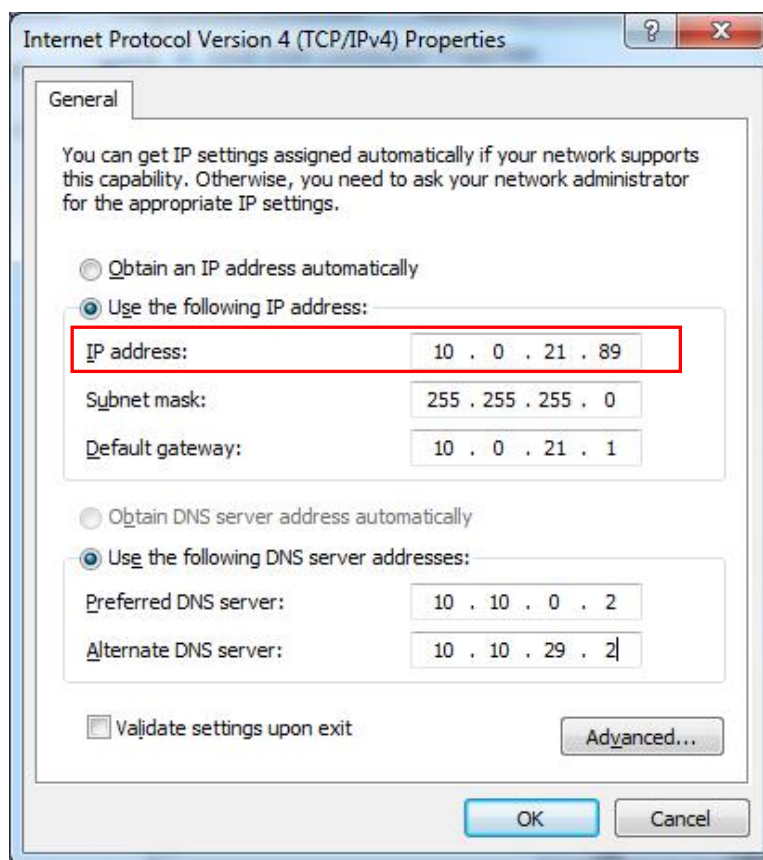 Internet Protocol Version 4 (TCP/IPv4) Properties
General
You can get IP settings assigned automatically if your network supports
this capability. Otherwise, you need to ask your network administrator
for the appropriate IP settings.
Obtain an IP address automatically
Use the following IP address:
IP address: 10 . 0 . 21 . 89
Subnet mask: 255 . 255 . 255 . 0
Default gateway: 10 . 0 . 21 . 1
Obtain DNS server address automatically
Use the following DNS server addresses:
Preferred DNS server: 10 . 10 . 0 . 2
Alternate DNS server: 10 . 10 . 29 . 2
Validate settings upon exit
Advanced...
OK Cancel